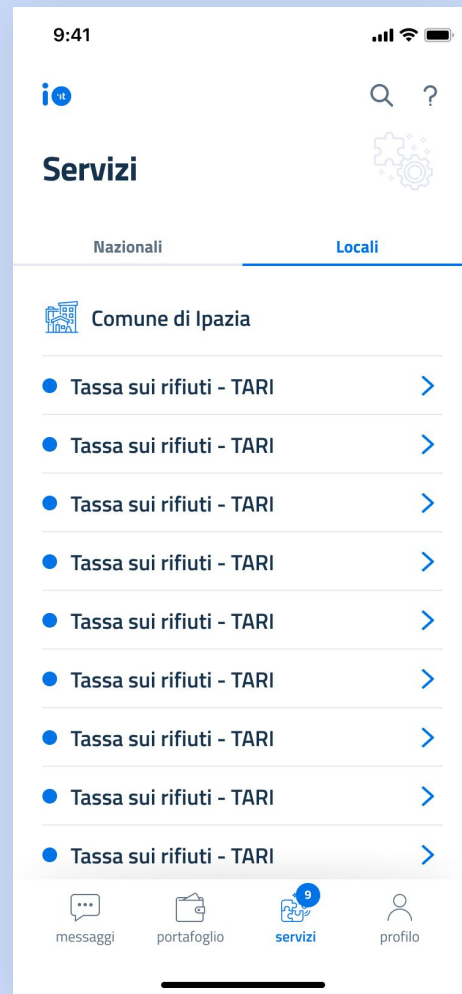 9:41
io it
?
Servizi
Nazionali Locali
Comune di Ipazia
Tassa sui rifiuti - TARI
Tassa sui rifiuti - TARI
Tassa sui rifiuti - TARI
Tassa sui rifiuti - TARI
Tassa sui rifiuti - TARI
Tassa sui rifiuti - TARI
Tassa sui rifiuti - TARI
Tassa sui rifiuti - TARI
Tassa sui rifiuti - TARI
9
messaggi portafoglio servizi profilo